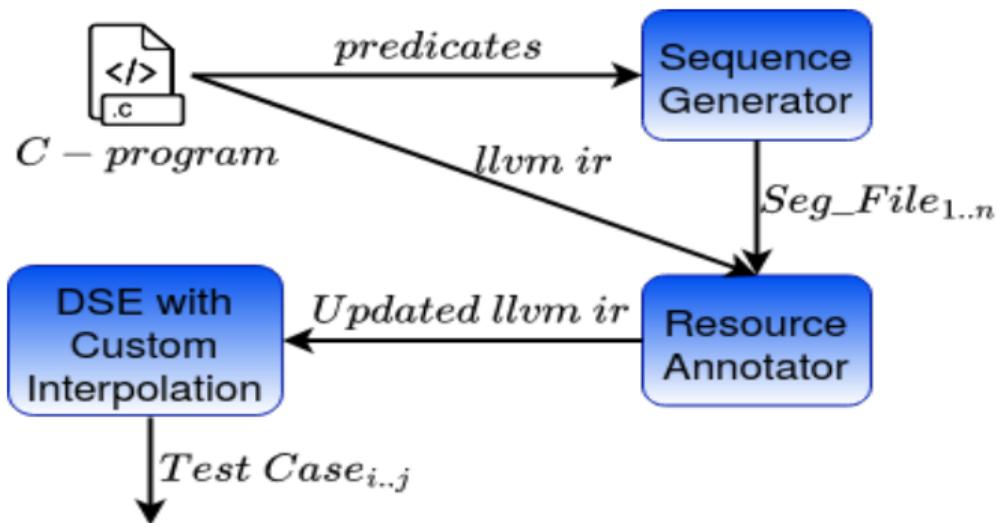 predicates
Sequence
Generator
</>
.c
C − program
llvm ir
Seg_File₁..ₙ
DSE with
Custom
Interpolation
Updated llvm ir
Resource
Annotator
Test Caseᵢ..ⱼ